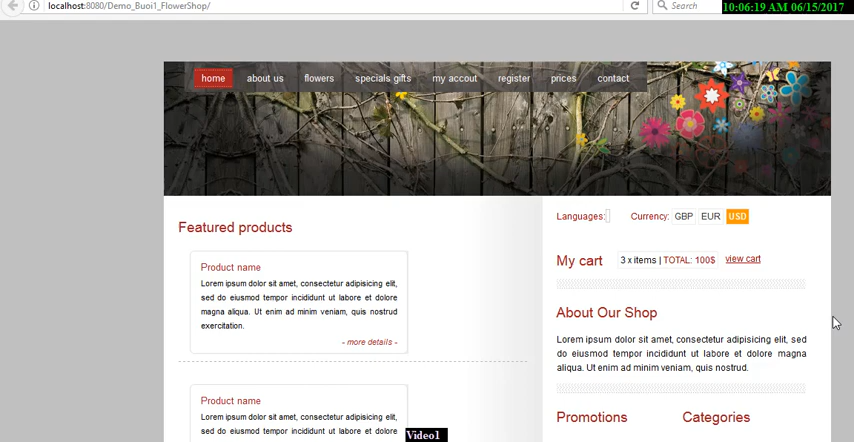 localhost:8080/Demo_Buoi1_FlowerShop/
Search
10:06:19 AM 06/15/2017
home
about us
flowers
specials gifts
my accout
register
prices
contact
Featured products
Product name
Lorem ipsum dolor sit amet, consectetur adipisicing elit,
sed do eiusmod tempor incididunt ut labore et dolore
magna aliqua. Ut enim ad minim veniam, quis nostrud
exercitation.
- more details -
Product name
Lorem ipsum dolor sit amet, consectetur adipisicing elit,
sed do eiusmod tempor incididunt ut labore et dolore
Languages:
Currency: GBP EUR USD
My cart
3 x items | TOTAL: 100$
view cart
About Our Shop
Lorem ipsum dolor sit amet, consectetur adipisicing elit,
sed do eiusmod tempor incididunt ut labore et dolore magna
aliqua. Ut enim ad minim veniam, quis nostrud.
Promotions
Categories
Video1